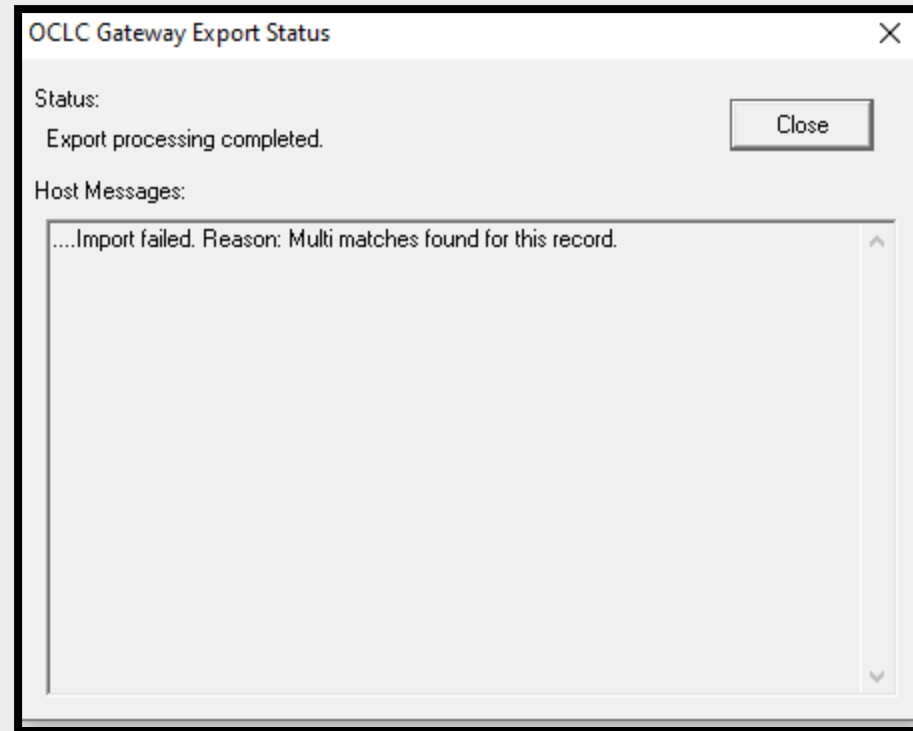 OCLC Gateway Export Status
Status:
Close
Export processing completed.
Host Messages:
....Import failed. Reason: Multi matches found for this record.